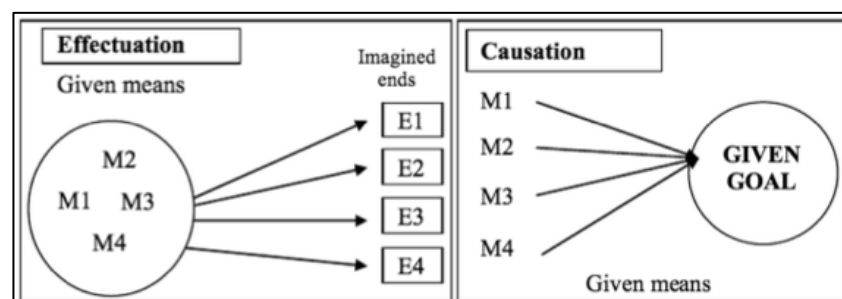 Effectuation
Given means
Imagined
ends
M2
M1 M3
M4
E1
E2
E3
E4
Causation
M1
M2
M3
M4
GIVEN
GOAL
Given means